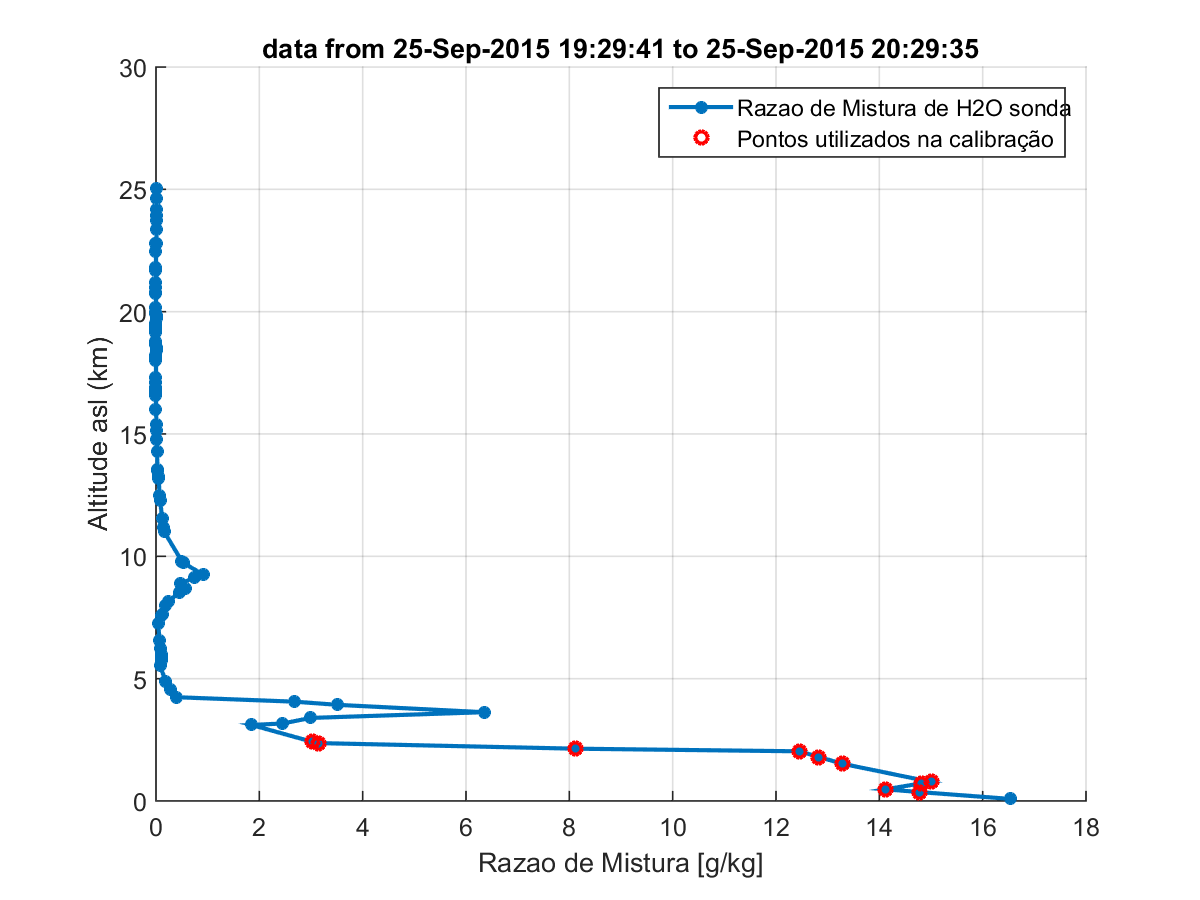 data from 25-Sep-2015 19:29:41 to 25-Sep-2015 20:29:35
Razao de Mistura de H2O sonda
Pontos utilizados na calibração
30
25
20
15
10
5
0
Altitude asl (km)
0 2 4 6 8 10 12 14 16 18
Razao de Mistura [g/kg]